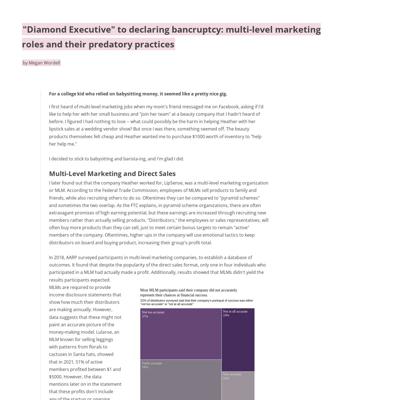 "Diamond Executive" to declaring bancruptcy: multi-level marketing
roles and their predatory practices
by Megan Wordell
For a college kid who relied on babysitting money, it seemed like a pretty nice gig.
I first heard of multi-level marketing jobs when my mom's friend messaged me on Facebook, asking if I'd
like to help her with her small business and "join her team" at a beauty company that I hadn't heard of
before. I figured I had nothing to lose – what could possibly be the harm in helping Heather with her
lipstick sales at a wedding vendor show? But once I was there, something seemed off. The beauty
products themselves felt cheap and Heather wanted me to purchase $1000 worth of inventory to "help
her help me."
I decided to stick to babysitting and barista-ing, and I'm glad I did.
Multi-Level Marketing and Direct Sales
I later found out that the company Heather worked for, LipSense, was a multi-level marketing organization
or MLM. According to the Federal Trade Commission, employees of MLMs sell products to family and
friends, while also recruiting others to do so. Oftentimes they can be compared to "pyramid schemes"
and sometimes the two overlap. As the FTC explains, in pyramid scheme organizations, there are often
extravagant promises of high earning potential, but these earnings are increased through recruiting new
members rather than actually selling products. "Distributors," the employees or sales representatives, will
often buy more products than they can sell, just to meet certain bonus targets to remain "active"
members of the company. Oftentimes, higher ups in the company will use emotional tactics to keep
distributors on board and buying product, increasing their group's profit total.
In 2018, AARP surveyed participants in multi-level marketing companies, to establish a database of
outcomes. It found that despite the popularity of the direct sales format, only one in four individuals who
participated in a MLM had actually made a profit. Additionally, results showed that MLMs didn't yield the
results participants expected.
MLMs are required to provide
income disclosure statements that
show how much their distributors
are making annually. However,
data suggests that these might not
paint an accurate picture of the
money-making model. Lularoe, an
MLM known for selling leggings
with patterns from florals to
cactuses in Santa hats, showed
that in 2021, 51% of active
members profited between $1 and
$5000. However, the data
mentions later on in the statement
that these profits don't include
any of the startup or ongoing
Most MLM participants said their company did not accurately
represent their chances at financial success.